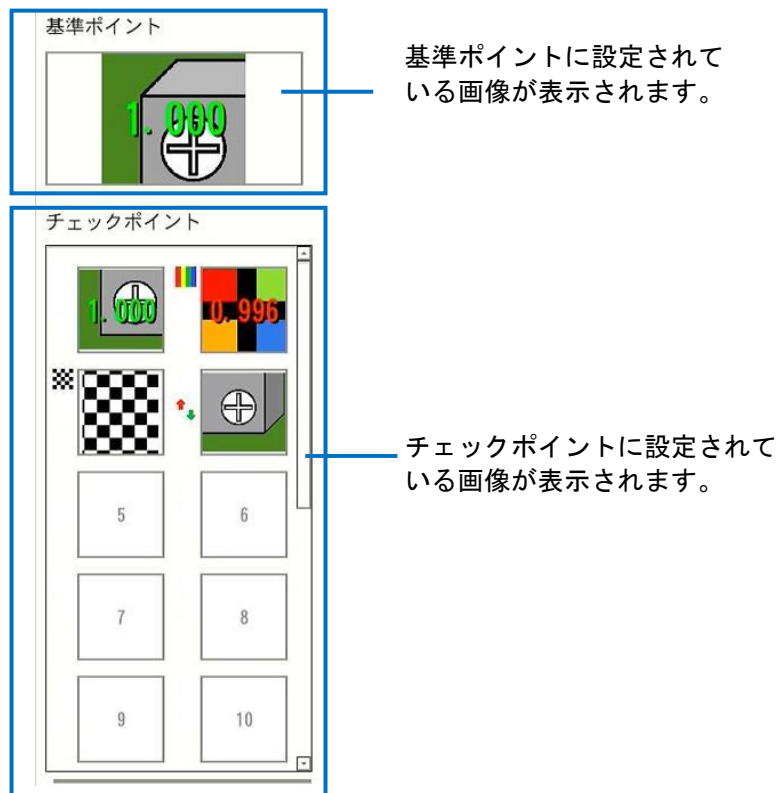 基準ポイント
1.000
基準ポイントに設定されて
いる画像が表示されます。
チェックポイント
1.000
0.996
チェックポイントに設定されて
いる画像が表示されます。
5
6
7
8
9
10